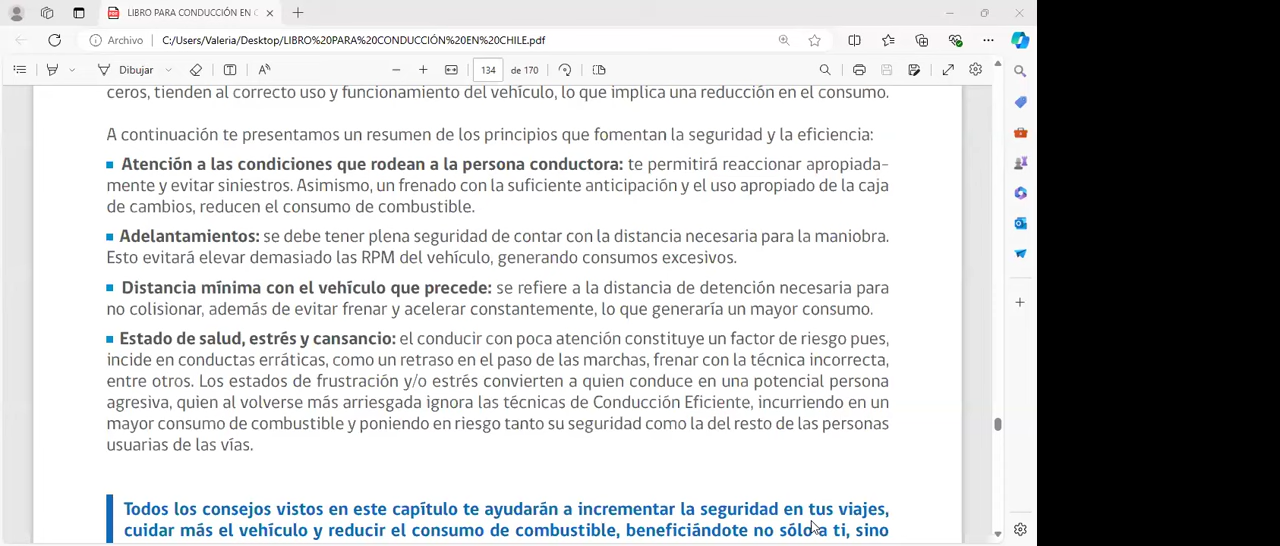 LIBRO PARA CONDUCCIÓN EN C
Archivo C:/Users/Valeria/Desktop/LIBRO%20PARA%20CONDUCCIÓN%20EN%20CHILE.pdf
Dibujar 134 de 170
ceros, tienden al correcto uso y funcionamiento del vehículo, lo que implica una reducción en el consumo.
A continuación te presentamos un resumen de los principios que fomentan la seguridad y la eficiencia:
Atención a las condiciones que rodean a la persona conductora: te permitirá reaccionar apropiada-
mente y evitar siniestros. Asimismo, un frenado con la suficiente anticipación y el uso apropiado de la caja
de cambios, reducen el consumo de combustible.
Adelantamientos: se debe tener plena seguridad de contar con la distancia necesaria para la maniobra.
Esto evitará elevar demasiado las RPM del vehículo, generando consumos excesivos.
Distancia mínima con el vehículo que precede: se refiere a la distancia de detención necesaria para
no colisionar, además de evitar frenar y acelerar constantemente, lo que generaría un mayor consumo.
Estado de salud, estrés y cansancio: el conducir con poca atención constituye un factor de riesgo pues,
incide en conductas erráticas, como un retraso en el paso de las marchas, frenar con la técnica incorrecta,
entre otros. Los estados de frustración y/o estrés convierten a quien conduce en una potencial persona
agresiva, quien al volverse más arriesgada ignora las técnicas de Conducción Eficiente, incurriendo en un
mayor consumo de combustible y poniendo en riesgo tanto su seguridad como la del resto de las personas
usuarias de las vías.
Todos los consejos vistos en este capítulo te ayudarán a incrementar la seguridad en tus viajes,
cuidar más el vehículo y reducir el consumo de combustible, beneficiándote no sólo a ti, sino